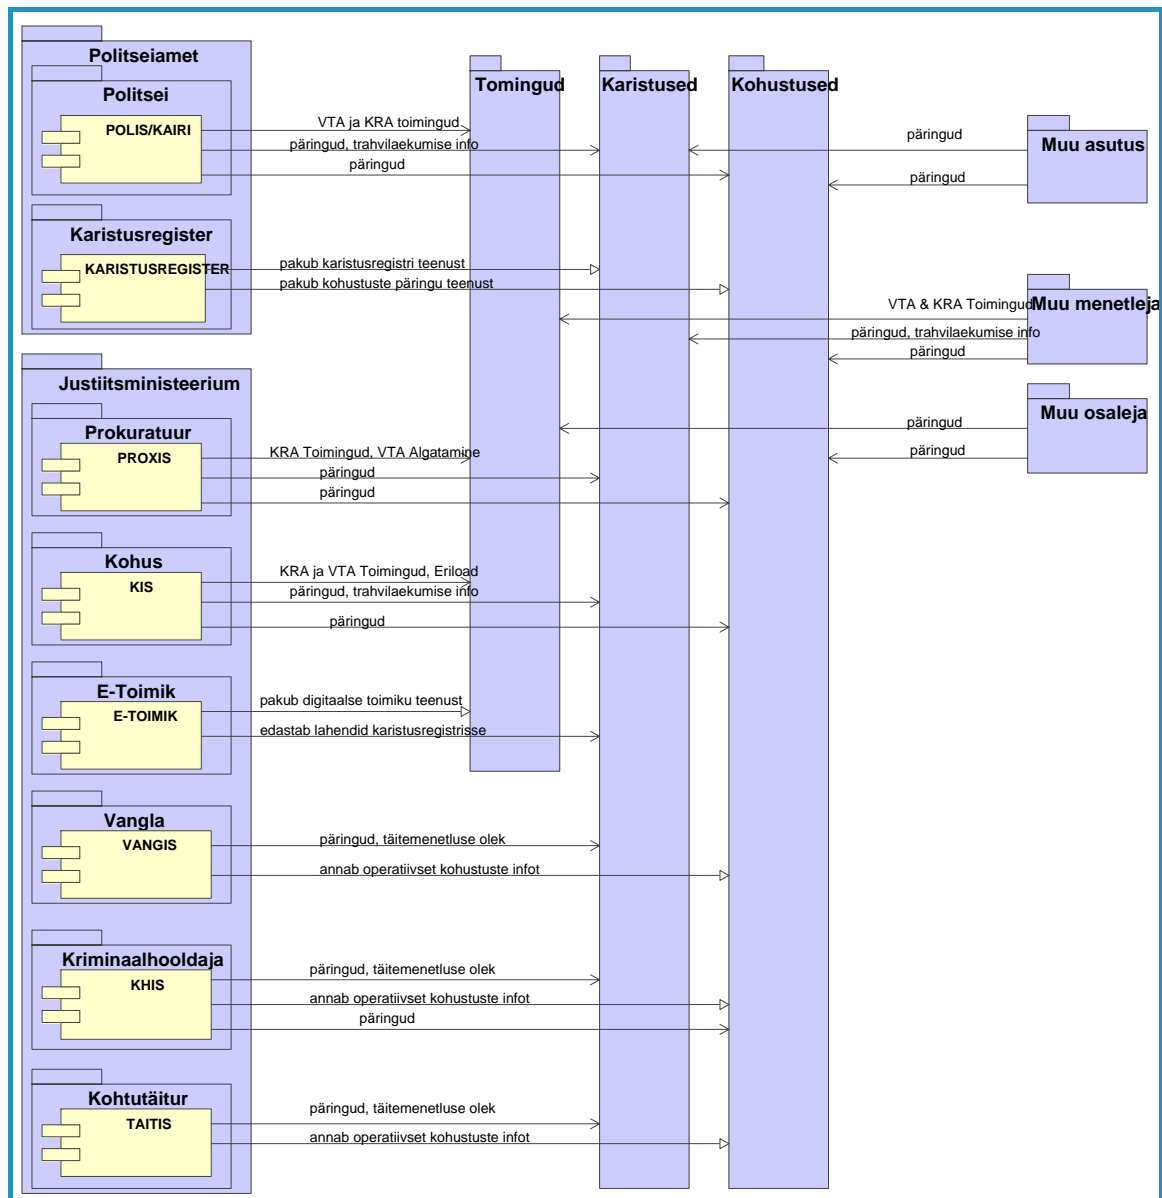 Politseiamet
Politsei
POLIS/KAIRI
Tomingud
Karistused
Kohustused
VTA ja KRA toimingud
päringud, trahvilaekumise info
päringud
päringud
Muu asutus
päringud
Karistusregister
KARISTUSREGISTER
pakub karistusregistri teenust
pakub kohustuste päringu teenust
VTA & KRA Toimingud
Muu menetleja
päringud, trahvilaekumise info
päringud
Justiitsministeerium
Prokuratuur
PROXIS
KRA Toimingud, VTA Algatamine
päringud
päringud
Muu osaleja
päringud
päringud
Kohus
KIS
KRA ja VTA Toimingud, Eriload
päringud, trahvilaekumise info
päringud
E-Toimik
E-TOIMIK
pakub digitaalse toimiku teenust
edastab lahendid karistusregistrisse
Vangla
VANGIS
päringud, täitemenetluse olek
annab operatiivset kohustuste infot
Kriminaalhooldaja
KHIS
päringud, täitemenetluse olek
annab operatiivset kohustuste infot
päringud
Kohtutäitur
TAITIS
päringud, täitemenetluse olek
annab operatiivset kohustuste infot